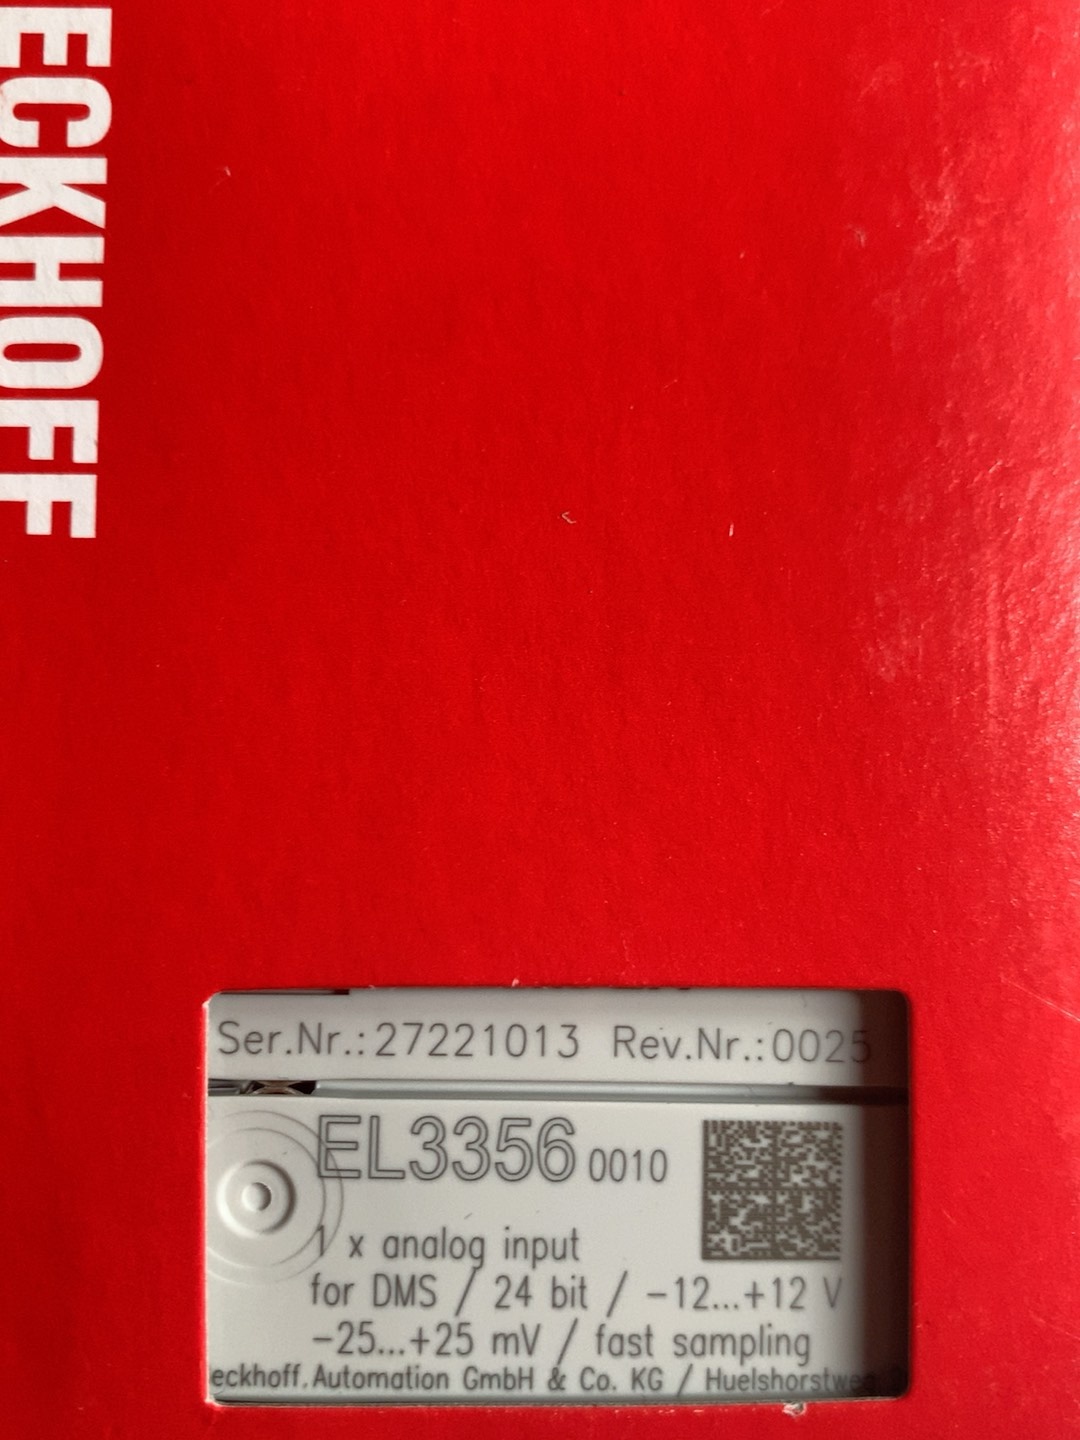 ECKHOFF
Ser.Nr.:27221013 Rev.Nr.:0025
EL3356 0010
1 x analog input
for DMS / 24 bit / -12...+12 V
-25...+25 mV / fast sampling
eckhoff.Automation GmbH & Co. KG / Huelshorstweg